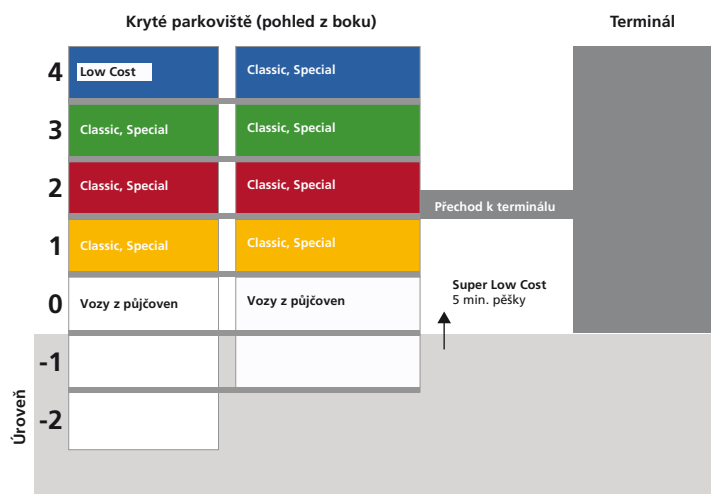 Kryté parkoviště (pohled z boku)
Terminál
4
Low Cost
Classic, Special
3
Classic, Special
Classic, Special
2
Classic, Special
Classic, Special
Přechod k terminálu
1
Classic, Special
Classic, Special
0
Vozy z půjčoven
Vozy z půjčoven
Super Low Cost
5 min. pěšky
-1
-2
Úroveň